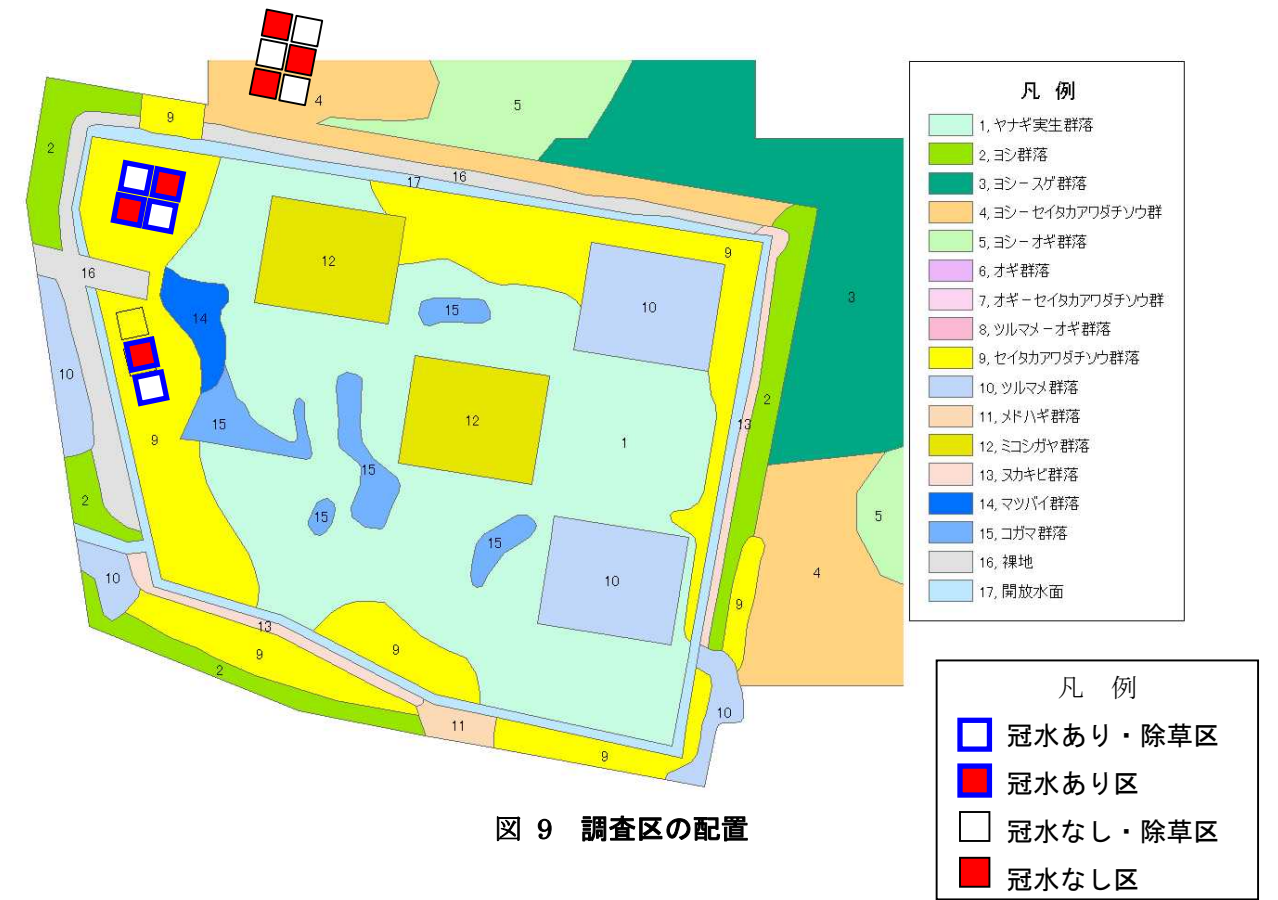 凡 例
1, ヤナギ実生群落
2, ヨシ群落
3, ヨシースゲ群落
4, ヨシーセイタカアワダチソウ群
5, ヨシーオギ群落
6, オギ群落
7, オギーセイタカアワダチソウ群
8, ツルマメーオギ群落
9, セイタカアワダチソウ群落
10, ツルマメ群落
11, メドハギ群落
12, ミコシガヤ群落
13, ヌカキビ群落
14, マツバイ群落
15, コガマ群落
16, 裸地
17, 開放水面
4
5
9
2
16
17
9
12
16
10
3
15
14
10
2
12
13
15
9
1
15
2
15
5
15
10
10
4
9
13
9
9
2
10
11
9
凡 例
冠水あり・除草区
冠水あり区
冠水なし・除草区
冠水なし区
図 9 調査区の配置